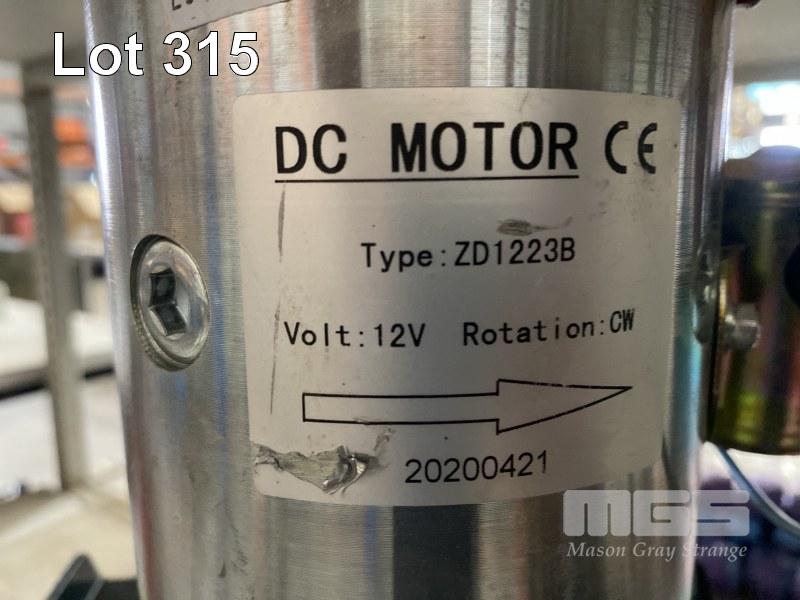 Lot 315
DC MOTOR CE
Type:ZD1223B
Volt:12V Rotation:CW
20200421
MGS
Mason Gray Strange